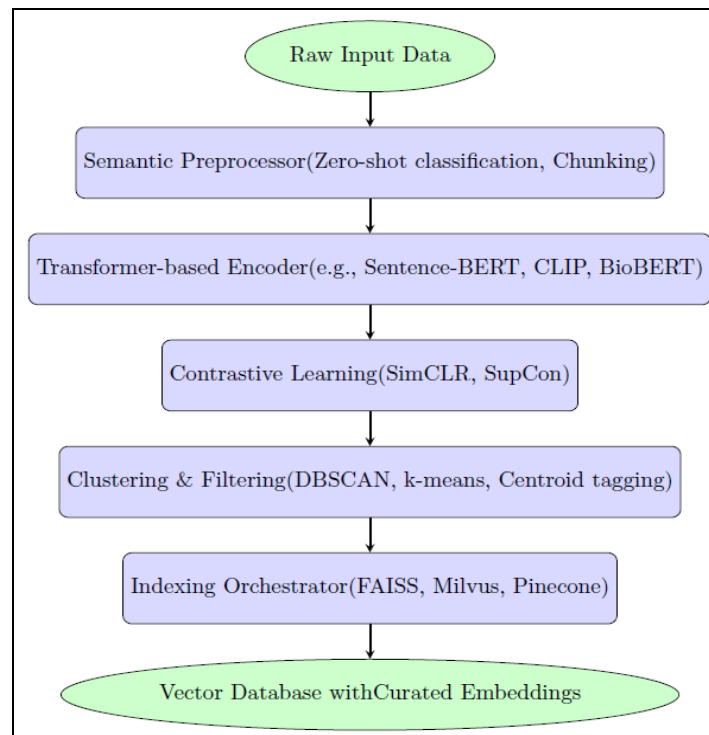 Raw Input Data
Semantic Preprocessor(Zero-shot classification, Chunking)
Transformer-based Encoder(e.g., Sentence-BERT, CLIP, BioBERT)
Contrastive Learning(SimCLR, SupCon)
Clustering & Filtering(DBSCAN, k-means, Centroid tagging)
Indexing Orchestrator(FAISS, Milvus, Pinecone)
Vector Database withCurated Embeddings